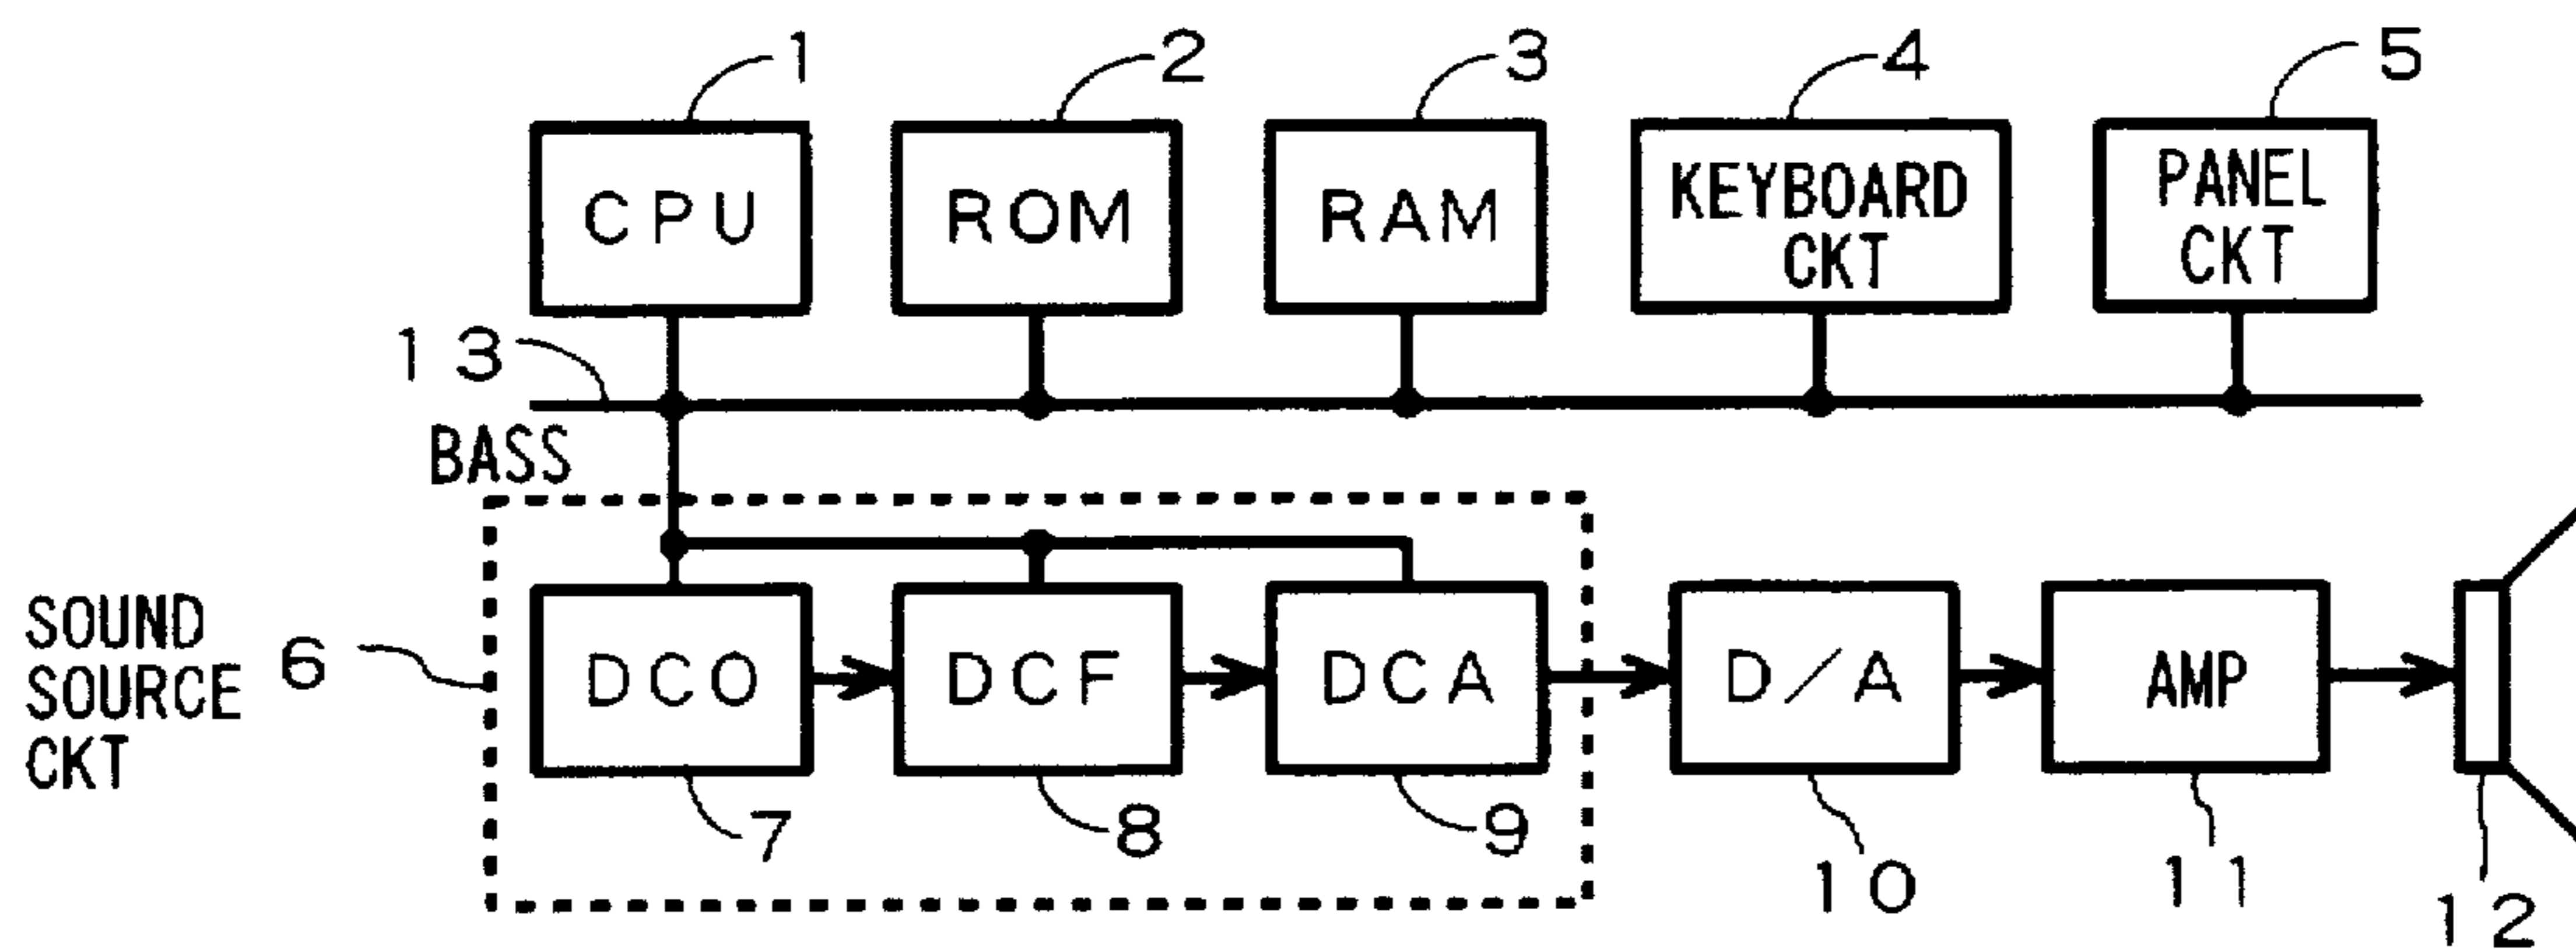 1 2 3 4 5
CPU ROM RAM KEYBOARD CKT PANEL CKT
13
BASS
SOUND SOURCE CKT 6
DCO DCF DCA D/A AMP
7 8 9 10 11 12